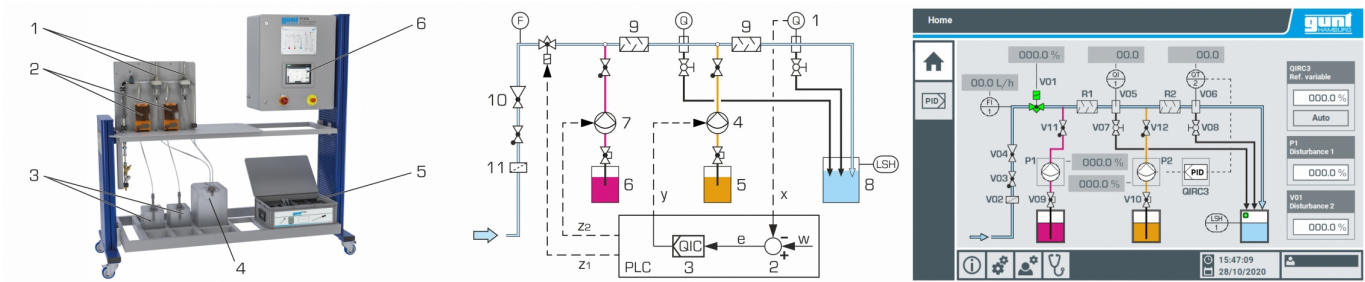 1
2
3
4
5
6
F
9
Q
9
Q
1
10
7
4
11
6
5
LSH
8
y
x
z2
z1
QIC
e
w
-
+
PLC
3
2
Home
gunt
HAMBURG
000.0 %
00.0
00.0
QIRC3
Ref. variable
000.0 %
Auto
00.0 L/h
V01
R1
QI
1
V05
R2
QT
2
V06
FI
1
PID
V11
V07
V12
V08
V04
P1
000.0 %
P2
P1
Disturbance 1
000.0 %
V03
000.0 %
PID
QIRC3
V02
V09
V10
LSH
1
V01
Disturbance 2
000.0 %
15:47:09
28/10/2020